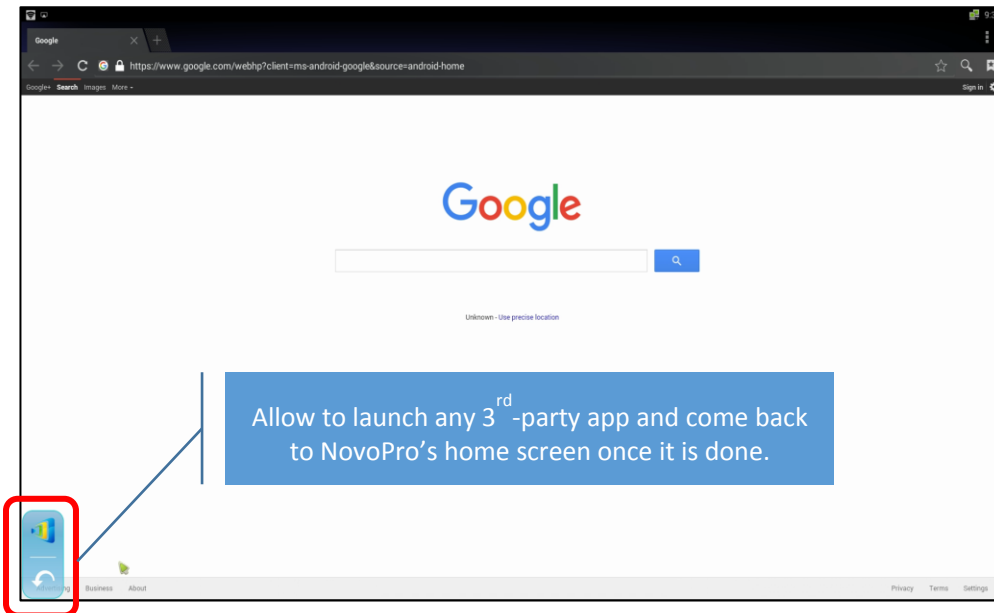 9:3
Google
https://www.google.com/webhp?client=ms-android-google&source=android-home
Google+ Search Images More -
Sign in
Google
Unknown - Use precise location
Allow to launch any 3rd-party app and come back
to NovoPro’s home screen once it is done.
Business About
Privacy Terms Settings